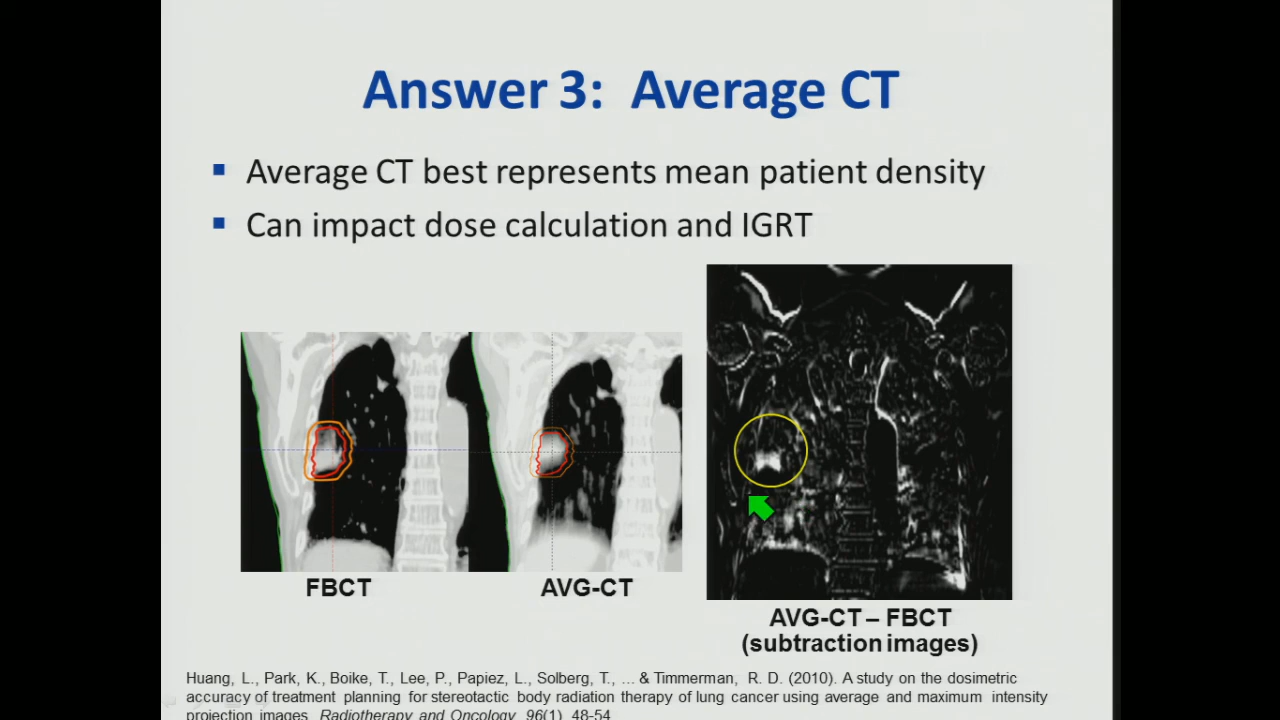 Answer 3: Average CT
Average CT best represents mean patient density
Can impact dose calculation and IGRT
FBCT
AVG-CT
AVG-CT – FBCT
(subtraction images)
Huang, L., Park, K., Boike, T., Lee, P., Papiez, L., Solberg, T., ... & Timmerman, R. D. (2010). A study on the dosimetric
accuracy of treatment planning for stereotactic body radiation therapy of lung cancer using average and maximum intensity
projection images. Radiotherapy and Oncology, 96(1), 48-54.